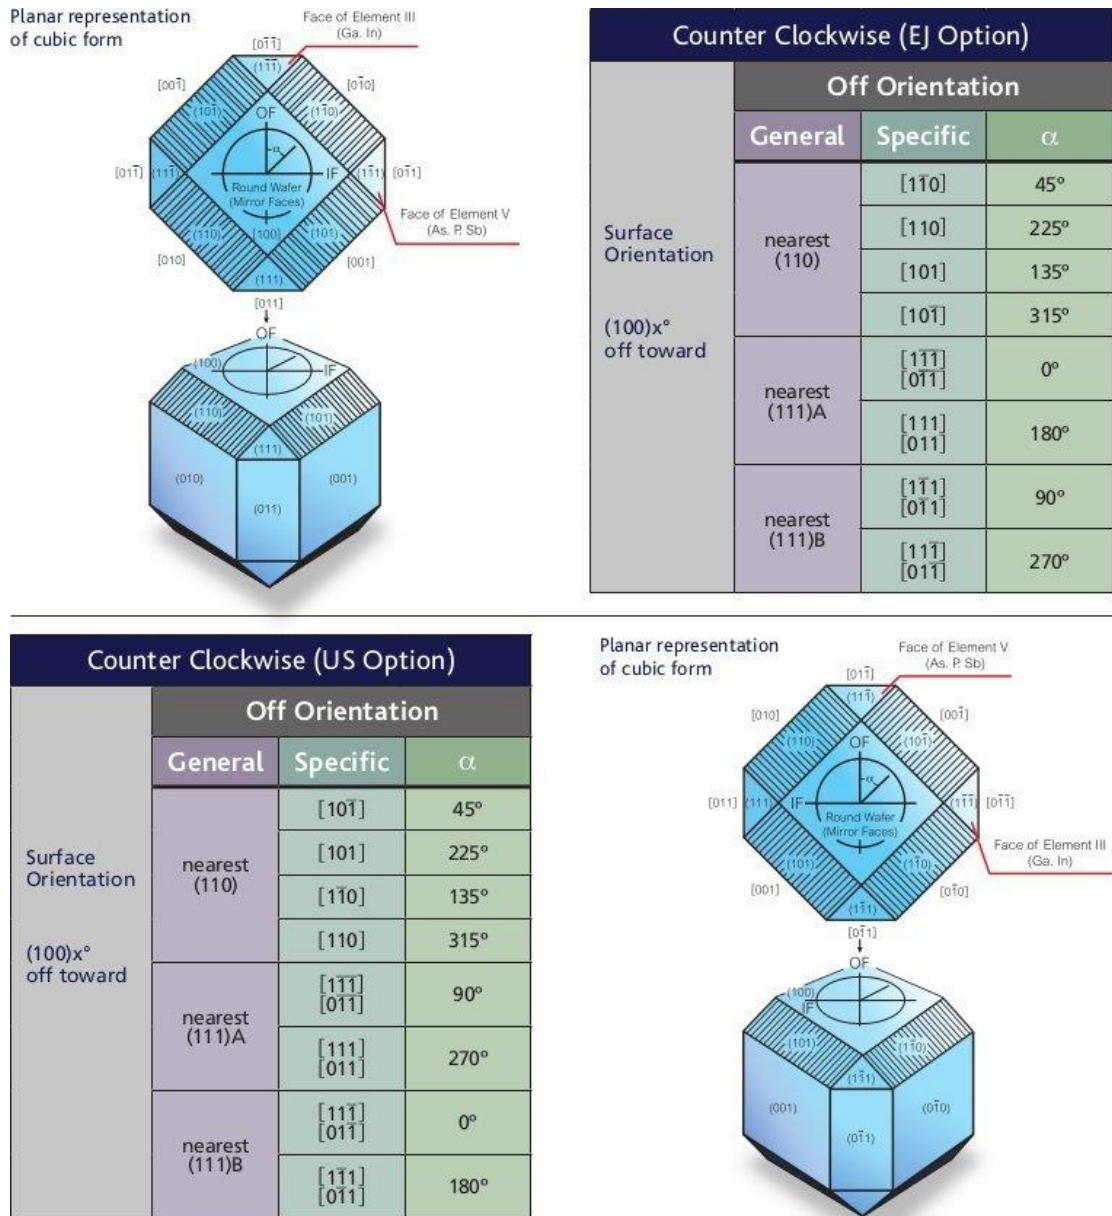 Planar representation
of cubic form
Face of Element III
(Ga. In)
[01̅1̅]
(11̅1̅)
[001̅]
[01̅0]
(101̅)
(11̅0)
OF
α
[011̅]
(111̅)
IF
(11̅1)
[01̅1]
Round Wafer
(Mirror Faces)
Face of Element V
(As. P. Sb)
(110)
[100]
(101)
[010]
[001]
(111)
[011]
OF
(100)
IF
(110)
(101)
(111)
(010)
(001)
(011)
Counter Clockwise (EJ Option)
Off Orientation
General Specific α
Surface
Orientation
(100)x°
off toward
nearest
(110)
[11̅0] 45°
[110] 225°
[101] 135°
[101̅] 315°
nearest
(111)A
[11̅1̅]
[01̅1̅]
0°
[111]
[011]
180°
nearest
(111)B
[11̅1]
[01̅1]
90°
[111̅]
[011̅]
270°
Counter Clockwise (US Option)
Off Orientation
General Specific α
Surface
Orientation
(100)x°
off toward
nearest
(110)
[101̅] 45°
[101] 225°
[11̅0] 135°
[110] 315°
nearest
(111)A
[11̅1̅]
[01̅1̅]
90°
[111]
[011]
270°
nearest
(111)B
[111̅]
[011̅]
0°
[11̅1]
[01̅1]
180°
Planar representation
of cubic form
Face of Element V
(As. P. Sb)
[011̅]
(111̅)
[010]
[001̅]
(110)
(101̅)
OF
α
[011]
(111)
IF
(11̅1̅)
[01̅1̅]
Round Wafer
(Mirror Faces)
Face of Element III
(Ga. In)
(101)
(11̅0)
[001]
[01̅0]
(11̅1)
[01̅1]
OF
(100)
IF
(101)
(11̅0)
(11̅1)
(001)
(01̅0)
(01̅1)